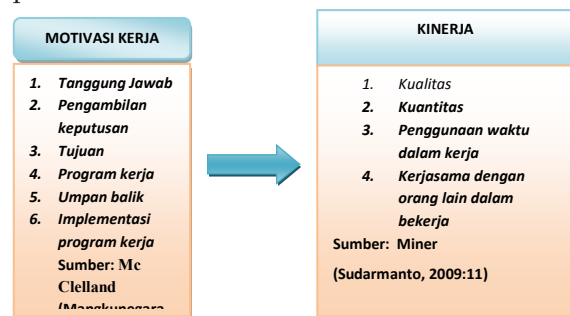 MOTIVASI KERJA
1. Tanggung Jawab
2. Pengambilan
keputusan
3. Tujuan
4. Program kerja
5. Umpan balik
6. Implementasi
program kerja
Sumber: Mc
Clelland
(Mangkunegara
KINERJA
1. Kualitas
2. Kuantitas
3. Penggunaan waktu
dalam kerja
4. Kerjasama dengan
orang lain dalam
bekerja
Sumber: Miner
(Sudarmanto, 2009:11)